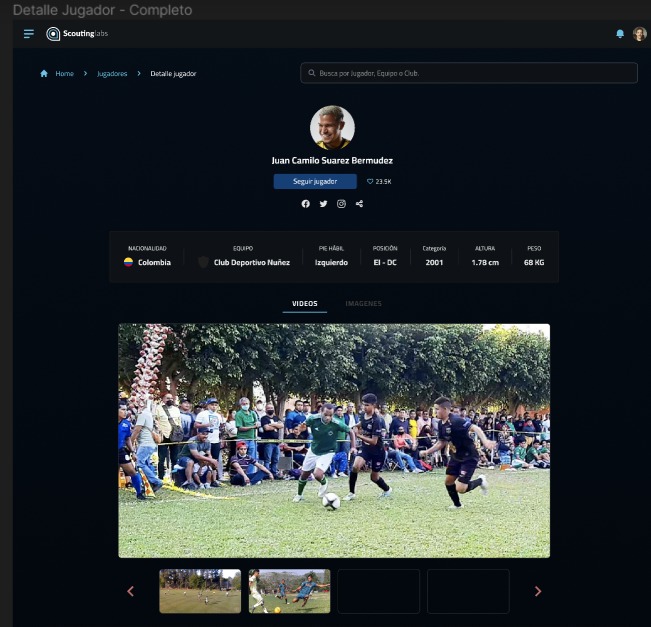 Detalle Jugador - Completo
Scoutinglabs
Home > Jugadores > Detalle jugador
Busca por Jugador, Equipo o Club.
Juan Camilo Suarez Bermudez
Seguir jugador
23.5K
NACIONALIDAD EQUIPO PIE HÁBIL POSICIÓN Categoría ALTURA PESO
Colombia Club Deportivo Nuñez Izquierdo EI - DC 2001 1.78 cm 68 KG
VIDEOS IMAGENES